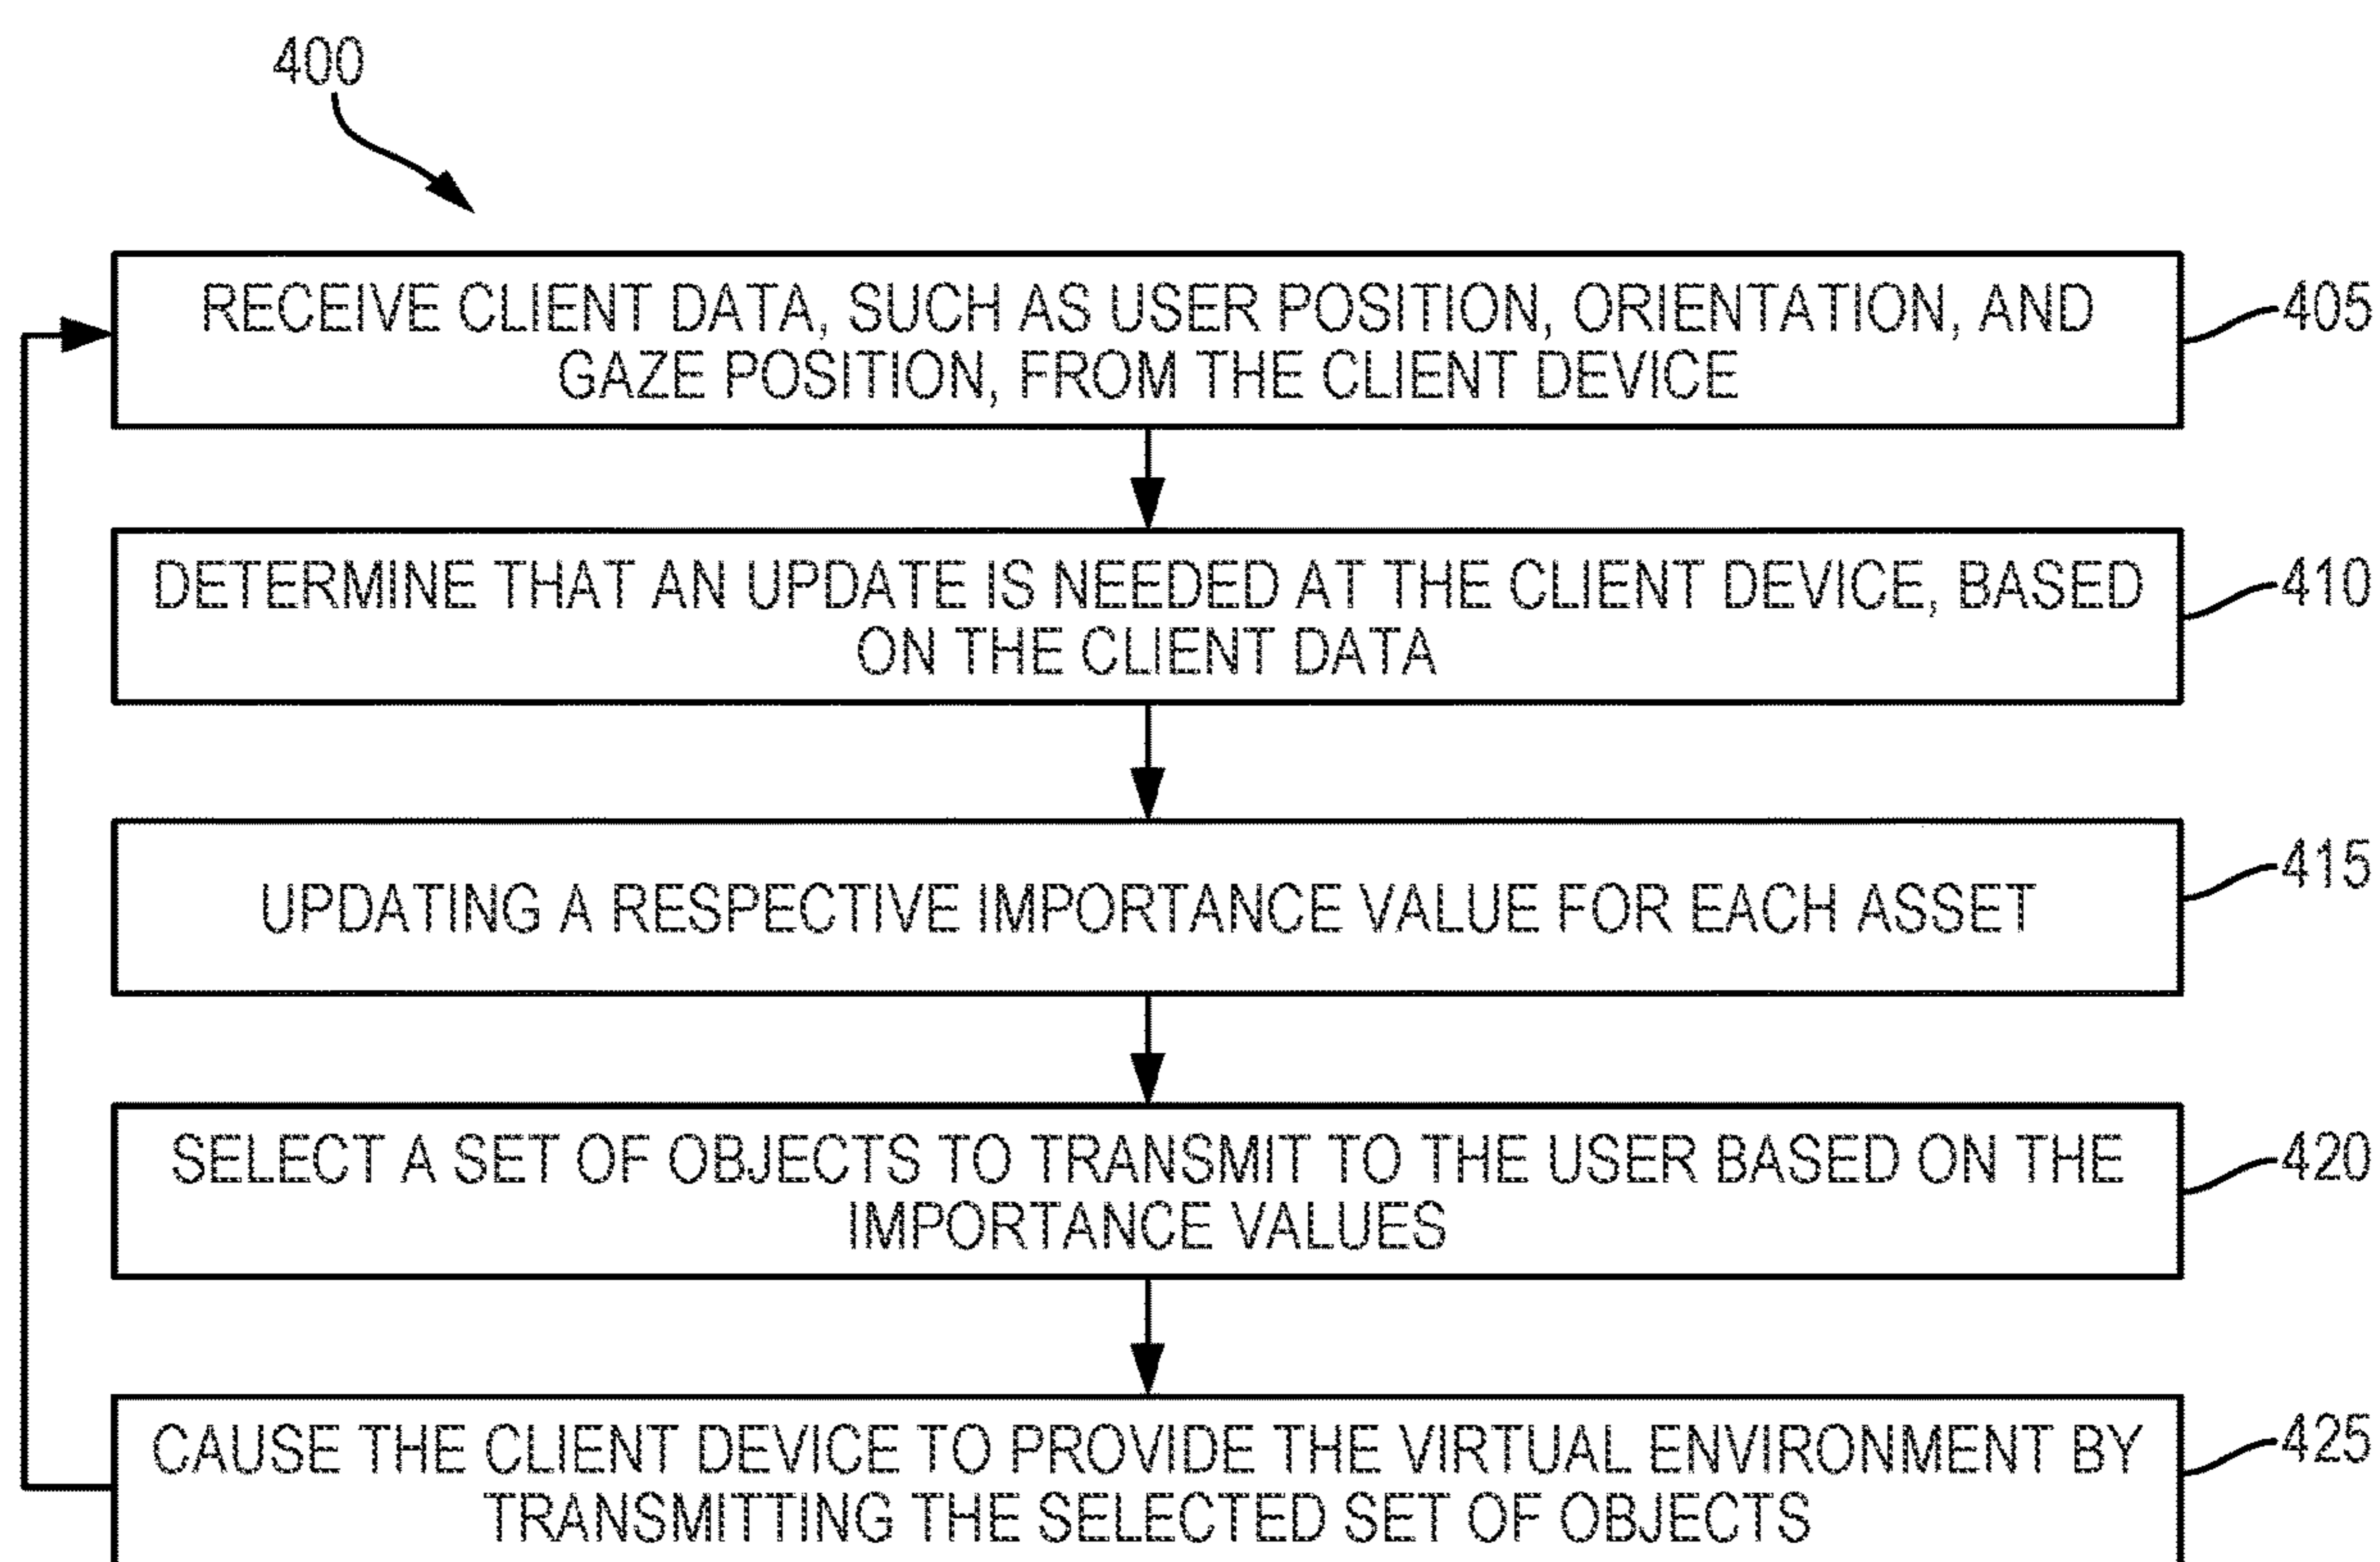 400
RECEIVE CLIENT DATA, SUCH AS USER POSITION, ORIENTATION, AND
GAZE POSITION, FROM THE CLIENT DEVICE
405
DETERMINE THAT AN UPDATE IS NEEDED AT THE CLIENT DEVICE, BASED
ON THE CLIENT DATA
410
UPDATING A RESPECTIVE IMPORTANCE VALUE FOR EACH ASSET
415
SELECT A SET OF OBJECTS TO TRANSMIT TO THE USER BASED ON THE
IMPORTANCE VALUES
420
CAUSE THE CLIENT DEVICE TO PROVIDE THE VIRTUAL ENVIRONMENT BY
TRANSMITTING THE SELECTED SET OF OBJECTS
425